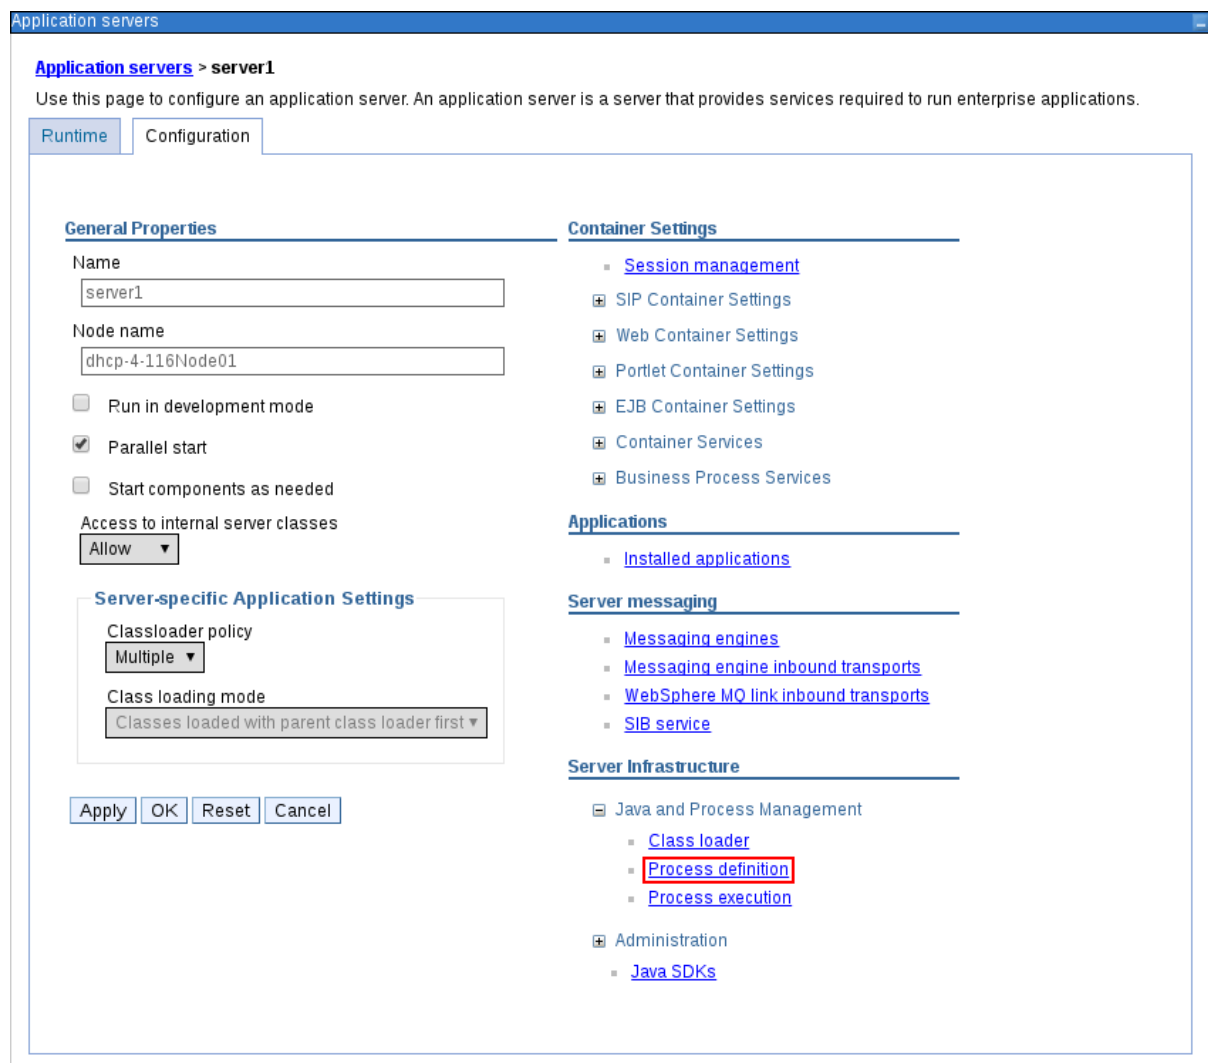 Application servers
Application servers > server1
Use this page to configure an application server. An application server is a server that provides services required to run enterprise applications.
Runtime
Configuration
General Properties
Name
server1
Node name
dhcp-4-116Node01
Run in development mode
Parallel start
Start components as needed
Access to internal server classes
Allow
Server-specific Application Settings
Classloader policy
Multiple
Class loading mode
Classes loaded with parent class loader first
Apply
OK
Reset
Cancel
Container Settings
Session management
SIP Container Settings
Web Container Settings
Portlet Container Settings
EJB Container Settings
Container Services
Business Process Services
Applications
Installed applications
Server messaging
Messaging engines
Messaging engine inbound transports
WebSphere MQ link inbound transports
SIB service
Server Infrastructure
Java and Process Management
Class loader
Process definition
Process execution
Administration
Java SDKs